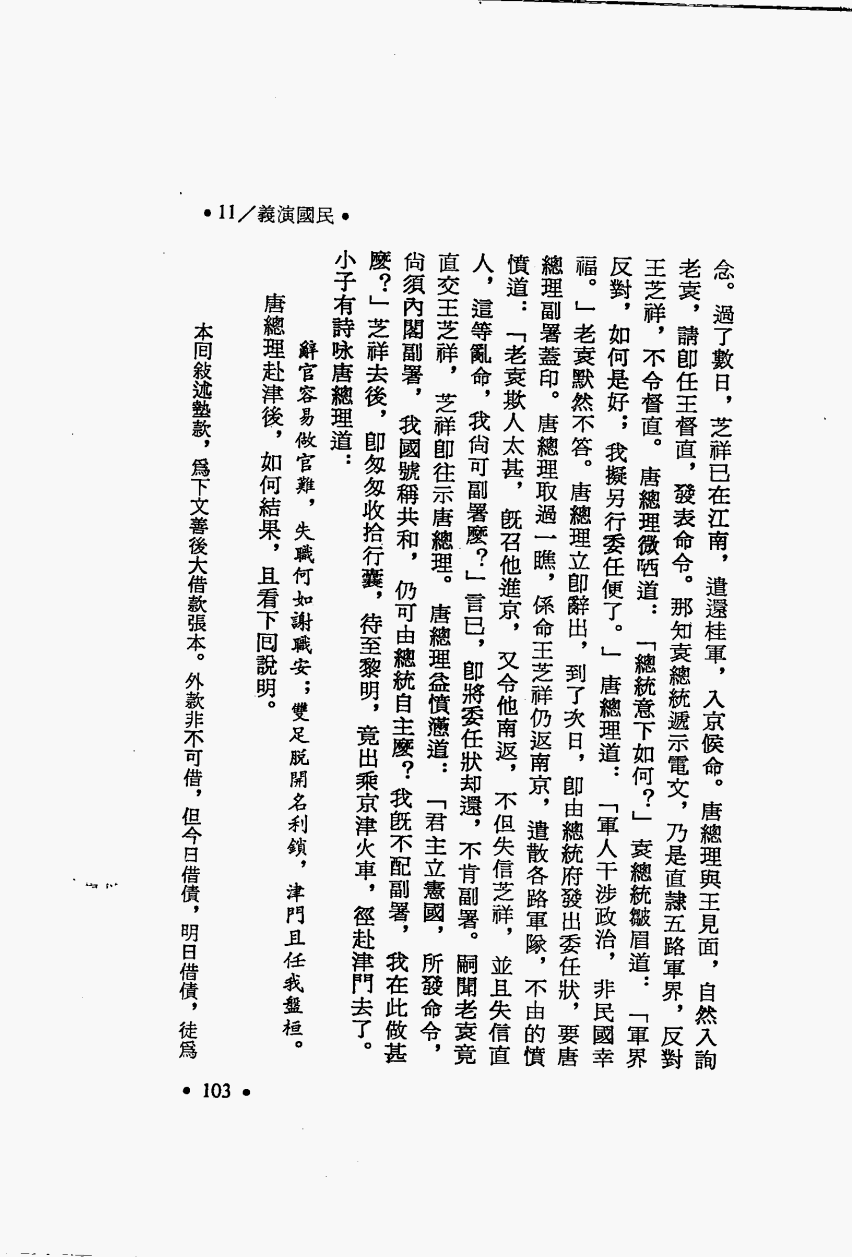 •民國演義／11•
念。過了數日，芝祥已在江南，遣還桂軍，入京候命。唐總理與王見面，自然入詢
老袁，請卽任王督直，發表命令。那知袁總統遞示電文，乃是直隸五路軍界，反對
王芝祥，不令督直。唐總理微哂道：「總統意下如何？」袁總統皺眉道：「軍界
反對，如何是好；我擬另行委任便了。」唐總理道：「軍人干涉政治，非民國幸
福。」老袁默然不答。唐總理立卽辭出，到了次日，卽由總統府發出委任狀，要唐
總理副署蓋印。唐總理取過一瞧，係命王芝祥仍返南京，遣散各路軍隊，不由的憤
憤道：「老袁欺人太甚，旣召他進京，又令他南返，不但失信芝祥，並且失信直
人，這等亂命，我尙可副署麼？」言已，卽將委任狀却還，不肯副署。嗣聞老袁竟
直交王芝祥，芝祥卽往示唐總理。唐總理益憤懣道：「君主立憲國，所發命令，
尙須內閣副署，我國號稱共和，仍可由總統自主麼？我旣不配副署，我在此做甚
麼？」芝祥去後，卽匆匆收拾行囊，待至黎明，竟出乘京津火車，徑赴津門去了。
小子有詩咏唐總理道：
辭官容易做官難，失職何如謝職安；雙足脫開名利鎖，津門且任我盤桓。
唐總理赴津後，如何結果，且看下囘說明。
本囘敍述墊款，爲下文善後大借款張本。外款非不可借，但今日借債，明日借債，徒爲
•103•